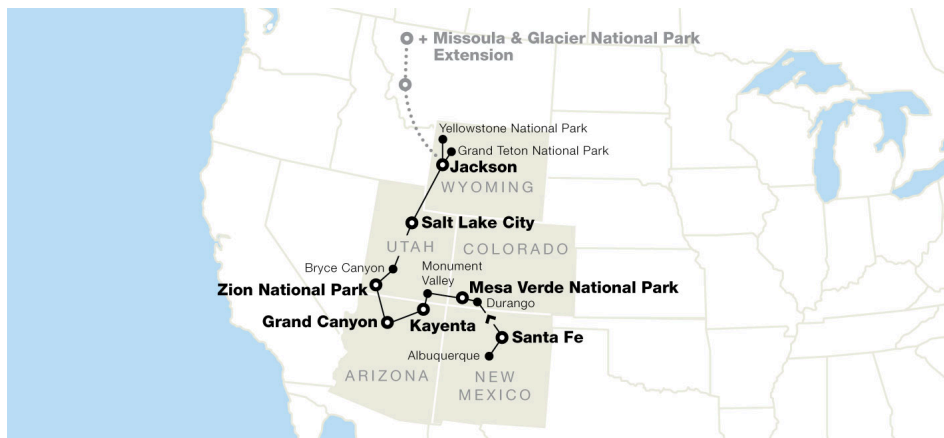 + Missoula & Glacier National Park
Extension
Yellowstone National Park
Grand Teton National Park
Jackson
WYOMING
Salt Lake City
UTAH
COLORADO
Bryce Canyon
Monument
Valley
Zion National Park
Mesa Verde National Park
Durango
Grand Canyon
Kayenta
Santa Fe
Albuquerque
ARIZONA
NEW
MEXICO